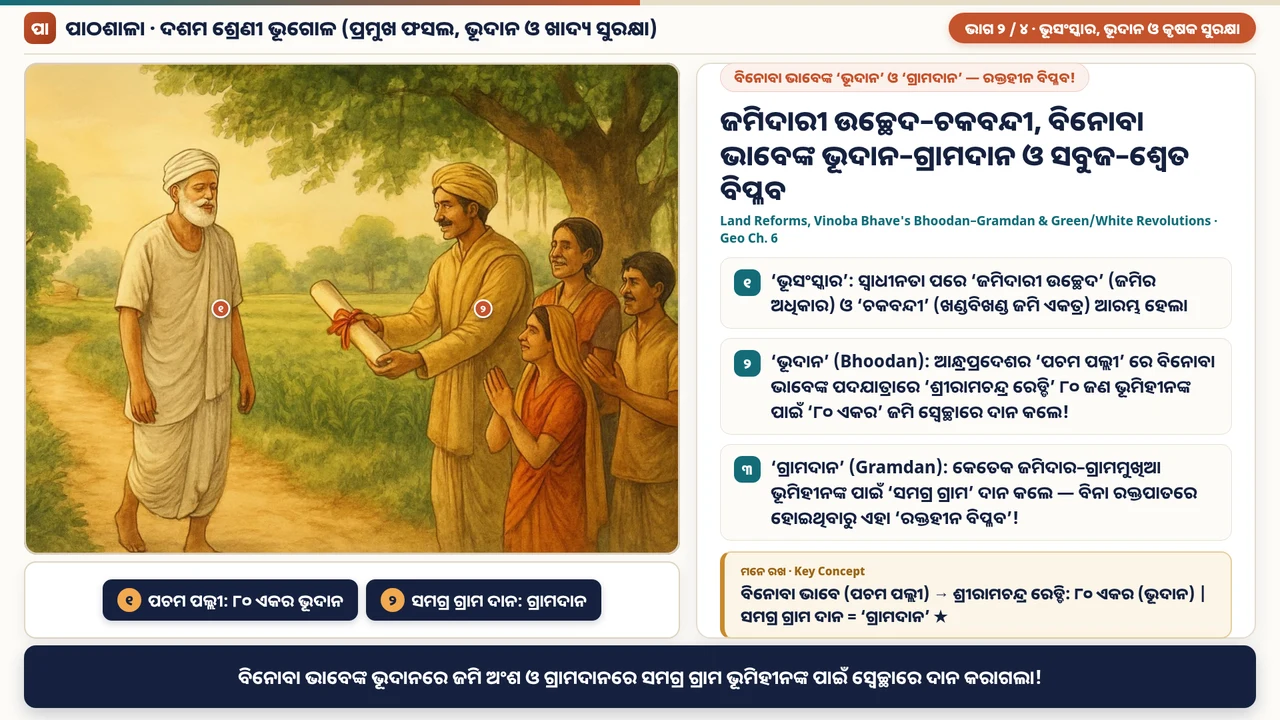 ପା ପାଠଶାଳା · ଦଶମ ଶ୍ରେଣୀ ଭୂଗୋଳ (ପ୍ରମୁଖ ଫସଲ, ଭୂଦାନ ଓ ଖାଦ୍ୟ ସୁରକ୍ଷା)
ଭାଗ ୨ / ୪ · ଭୂସଂସ୍କାର, ଭୂଦାନ ଓ କୃଷକ ସୁରକ୍ଷା
୧
୨
୧ ପଚମ ପଲ୍ଲୀ: ୮୦ ଏକର ଭୂଦାନ
୨ ସମଗ୍ର ଗ୍ରାମ ଦାନ: ଗ୍ରାମଦାନ
ବିନୋବା ଭାବେଙ୍କ ‘ଭୂଦାନ’ ଓ ‘ଗ୍ରାମଦାନ’ — ରକ୍ତହୀନ ବିପ୍ଳବ!
ଜମିଦାରୀ ଉଚ୍ଛେଦ-ଚକବନ୍ଦୀ, ବିନୋବା
ଭାବେଙ୍କ ଭୂଦାନ-ଗ୍ରାମଦାନ ଓ ସବୁଜ-ଶ୍ୱେତ
ବିପ୍ଳବ
Land Reforms, Vinoba Bhave's Bhoodan-Gramdan & Green/White Revolutions ·
Geo Ch. 6
୧ ‘ଭୂସଂସ୍କାର’: ସ୍ୱାଧୀନତା ପରେ ‘ଜମିଦାରୀ ଉଚ୍ଛେଦ’ (ଜମିର
ଅଧିକାର) ଓ ‘ଚକବନ୍ଦୀ’ (ଖଣ୍ଡବିଖଣ୍ଡ ଜମି ଏକତ୍ର) ଆରମ୍ଭ ହେଲା
୨ ‘ଭୂଦାନ’ (Bhoodan): ଆନ୍ଧ୍ରପ୍ରଦେଶର ‘ପଚମ ପଲ୍ଲୀ’ ରେ ବିନୋବା
ଭାବେଙ୍କ ପଦଯାତ୍ରାରେ ‘ଶ୍ରୀରାମଚନ୍ଦ୍ର ରେଡ୍ଡି’ ୮୦ ଜଣ ଭୂମିହୀନଙ୍କ
ପାଇଁ ‘୮୦ ଏକର’ ଜମି ସ୍ୱେଚ୍ଛାରେ ଦାନ କଲେ!
୩ ‘ଗ୍ରାମଦାନ’ (Gramdan): କେତେକ ଜମିଦାର-ଗ୍ରାମମୁଖିଆ
ଭୂମିହୀନଙ୍କ ପାଇଁ ‘ସମଗ୍ର ଗ୍ରାମ’ ଦାନ କଲେ — ବିନା ରକ୍ତପାତରେ
ହୋଇଥିବାରୁ ଏହା ‘ରକ୍ତହୀନ ବିପ୍ଳବ’!
ମନେ ରଖ · Key Concept
ବିନୋବା ଭାବେ (ପଚମ ପଲ୍ଲୀ) → ଶ୍ରୀରାମଚନ୍ଦ୍ର ରେଡ୍ଡି: ୮୦ ଏକର (ଭୂଦାନ) |
ସମଗ୍ର ଗ୍ରାମ ଦାନ = ‘ଗ୍ରାମଦାନ’ ★
ବିନୋବା ଭାବେଙ୍କ ଭୂଦାନରେ ଜମି ଅଂଶ ଓ ଗ୍ରାମଦାନରେ ସମଗ୍ର ଗ୍ରାମ ଭୂମିହୀନଙ୍କ ପାଇଁ ସ୍ୱେଚ୍ଛାରେ ଦାନ କରାଗଲା!